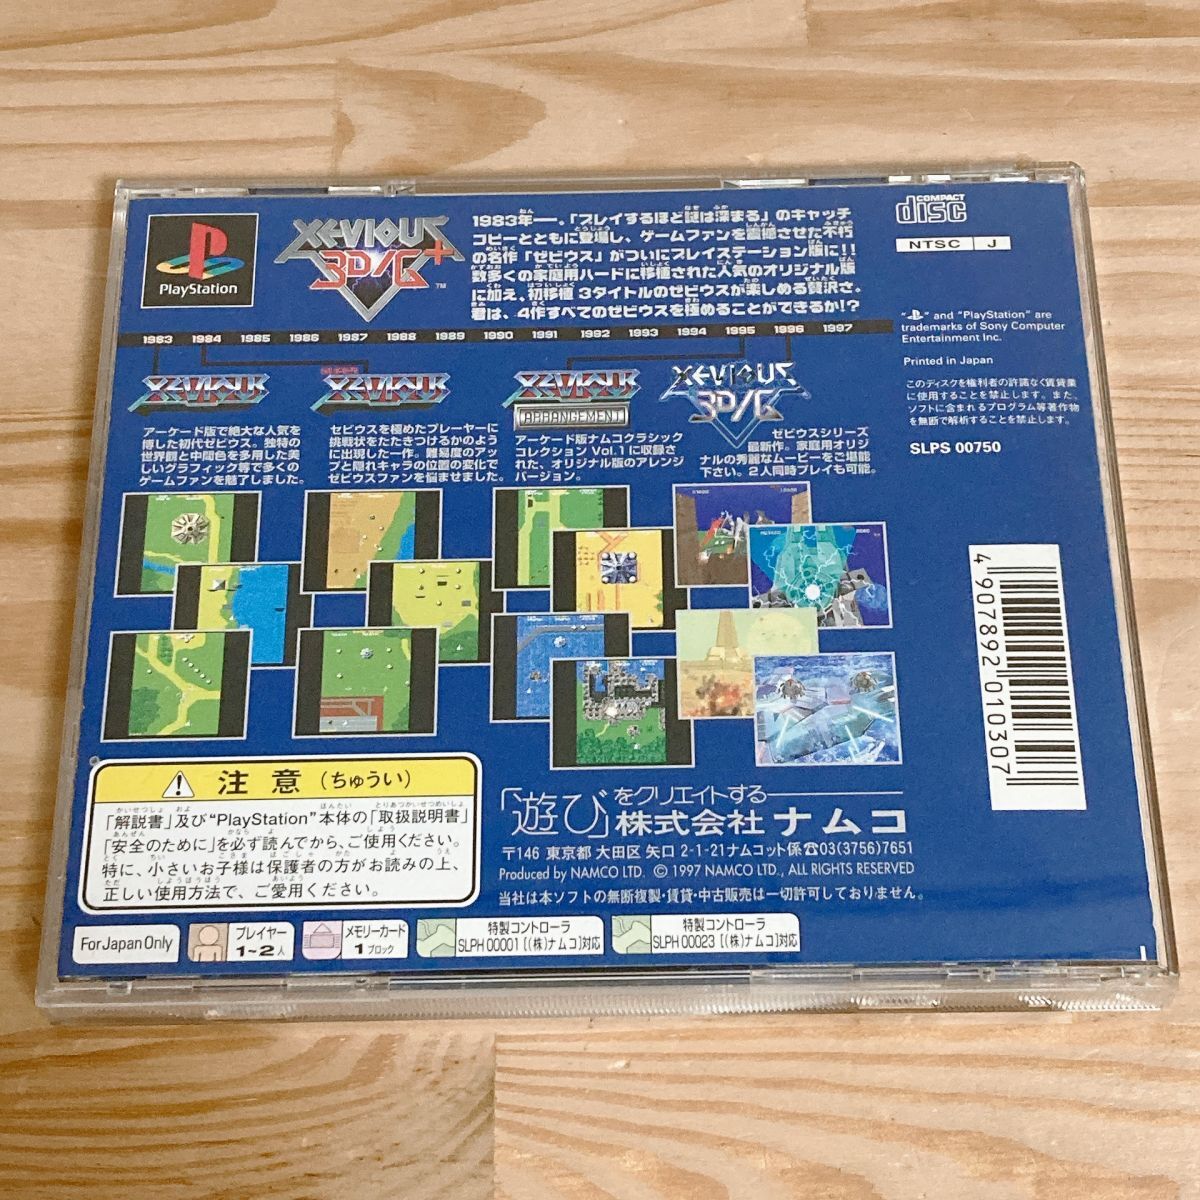 PlayStation
XEVIOUS
3D/G+
TM
1983年―。「プレイするほど謎は深まる」のキャッチ
コピーとともに登場し、ゲームファンを震撼させた不朽
の名作「ゼビウス」がついにプレイステーション版に!!
数多くの家庭用ハードに移植された人気のオリジナル版
に加え、初移植3タイトルのゼビウスが楽しめる贅沢さ。
君は、4作すべてのゼビウスを極めることができるか!?
COMPACT
disc
NTSC J
" " and "PlayStation" are
trademarks of Sony Computer
Entertainment Inc.
Printed in Japan
このディスクを権利者の許諾なく賃貸業
に使用することを禁止します。また、
ソフトに含まれるプログラム等著作物
を無断で解析することを禁止します。
SLPS 00750
1983 1984 1985 1986 1987 1988 1989 1990 1991 1992 1993 1994 1995 1996 1997
XEVIOUS
アーケード版で絶大な人気を
博した初代ゼビウス。独特の
世界観と中間色を多用した美
しいグラフィック等で多くの
ゲームファンを魅了しました。
XEVIOUS
ゼビウスを極めたプレーヤーに
挑戦状をたたきつけるかのよう
に出現した一作。難易度のアッ
プと隠れキャラの位置の変化で
ゼビウスファンを悩ませました。
XEVIOUS
ARRANGEMENT
アーケード版ナムコクラシック
コレクション Vol.1に収録さ
れた、オリジナル版のアレンジ
バージョン。
XEVIOUS
3D/G
ゼビウスシリーズ
最新作。家庭用オリジ
ナルの秀麗なムービーをご堪能
下さい。2人同時プレイも可能。
4 907892 010307
注意(ちゅうい)
「解説書」及び"PlayStation"本体の「取扱説明書」
「安全のために」を必ず読んでから、ご使用ください。
特に、小さいお子様は保護者の方がお読みの上、
正しい使用方法で、ご愛用ください。
「遊び」をクリエイトする
株式会社ナムコ
〒146 東京都 大田区 矢口 2-1-21ナムコット係☎03(3756)7651
Produced by NAMCO LTD. © 1997 NAMCO LTD., ALL RIGHTS RESERVED
当社は本ソフトの無断複製・賃貸・中古販売は一切許可しておりません。
For Japan Only
プレイヤー
1~2人
メモリーカード
1ブロック
特製コントローラ
SLPH 00001[(株)ナムコ]対応
特製コントローラ
SLPH 00023[(株)ナムコ]対応